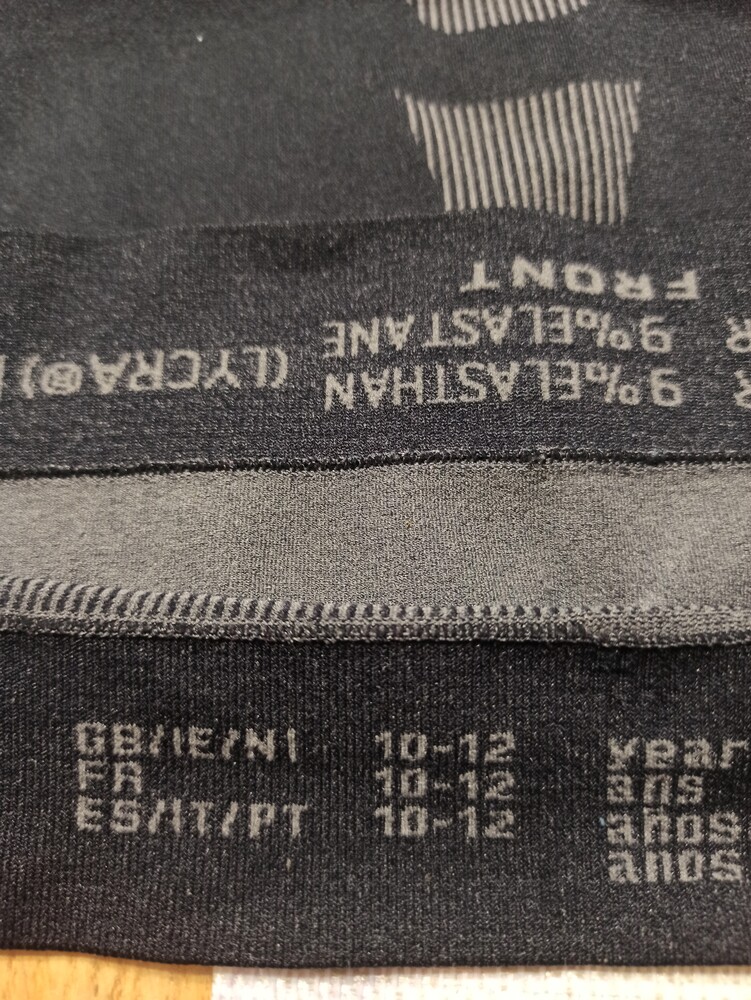 FRONT
9%ELASTANE
9%ELASTHAN (LYCRA®)
GB/IE/NI 10-12 year
FR 10-12 ans
ES/IT/PT 10-12 años
anos